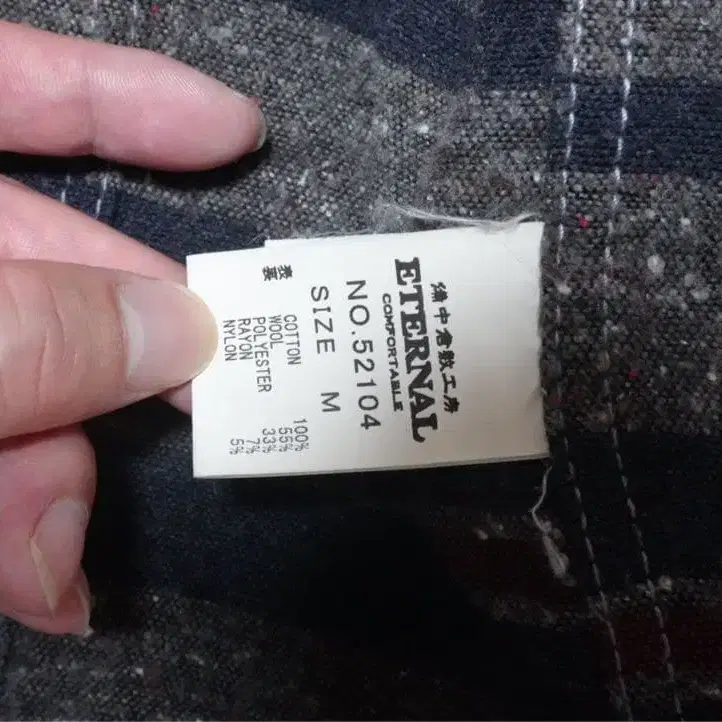 備中倉敷工房
ETERNAL
COMFORTABLE
NO.52104
SIZE M
表 COTTON 100%
裏 WOOL 55%
POLYESTER 33%
RAYON 7%
NYLON 5%